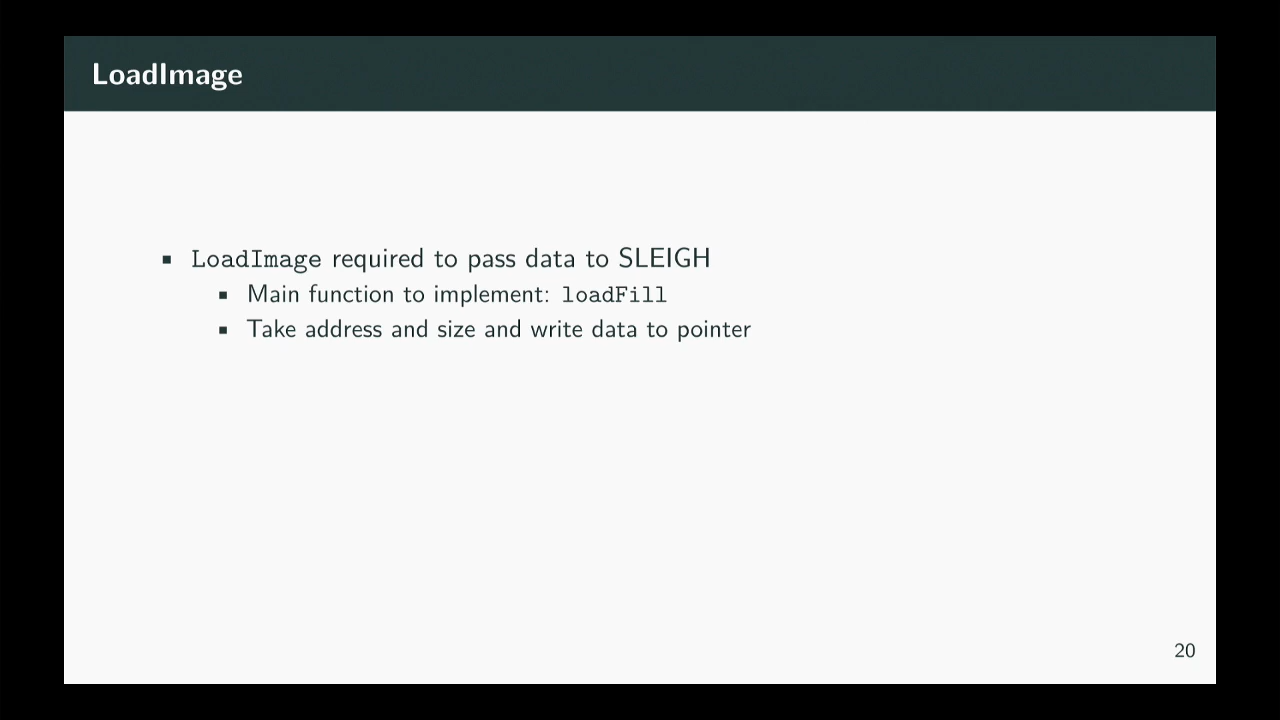 LoadImage
▪ LoadImage required to pass data to SLEIGH
▪ Main function to implement: loadFill
▪ Take address and size and write data to pointer
20